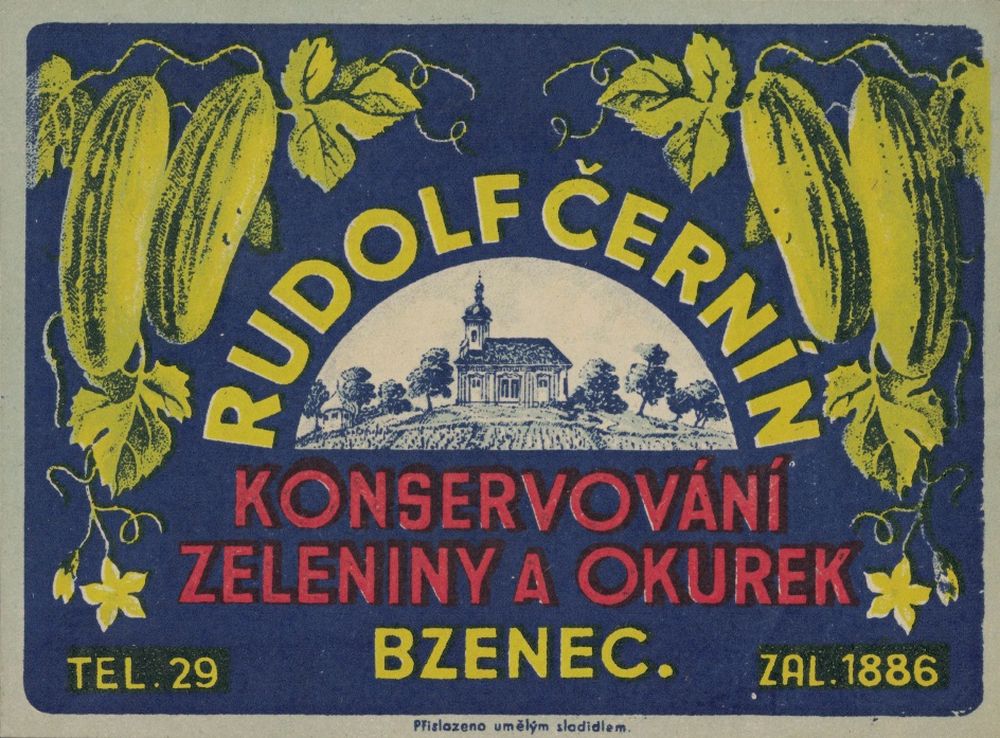 RUDOLF ČERNÍN
KONSERVOVÁNÍ
ZELENINY A OKUREK
BZENEC.
TEL. 29
ZAL. 1886
Přislazeno umělým sladidlem.